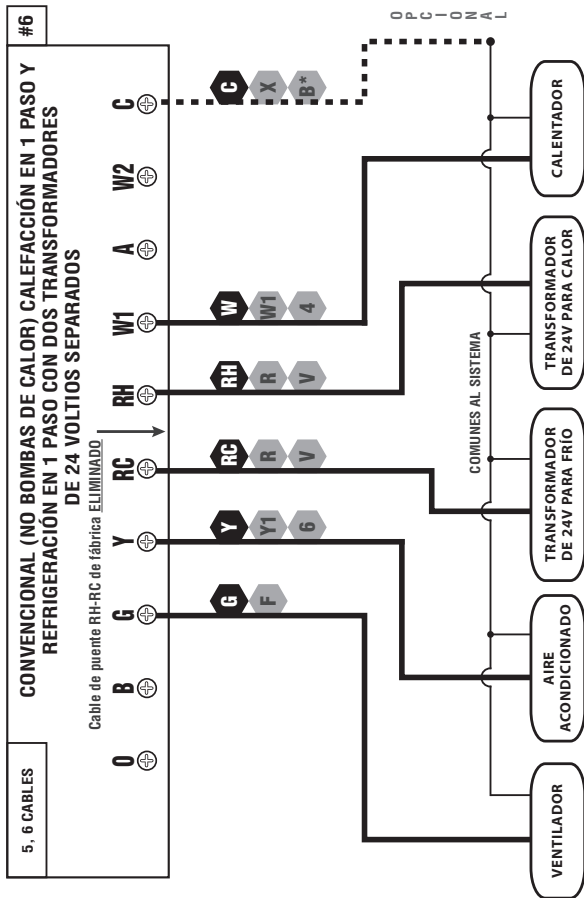 5, 6 CABLES
CONVENCIONAL (NO BOMBAS DE CALOR) CALEFACCIÓN EN 1 PASO Y
REFRIGERACIÓN EN 1 PASO CON DOS TRANSFORMADORES
DE 24 VOLTIOS SEPARADOS
#6
Cable de puente RH-RC de fábrica ELIMINADO
O B G Y RC RH W1 A W2 C
G Y RC RH W C
F Y1 R R W1 X
6 V V 4 B*
OPCIONAL
COMUNES AL SISTEMA
VENTILADOR
AIRE
ACONDICIONADO
TRANSFORMADOR
DE 24V PARA FRÍO
TRANSFORMADOR
DE 24V PARA CALOR
CALENTADOR